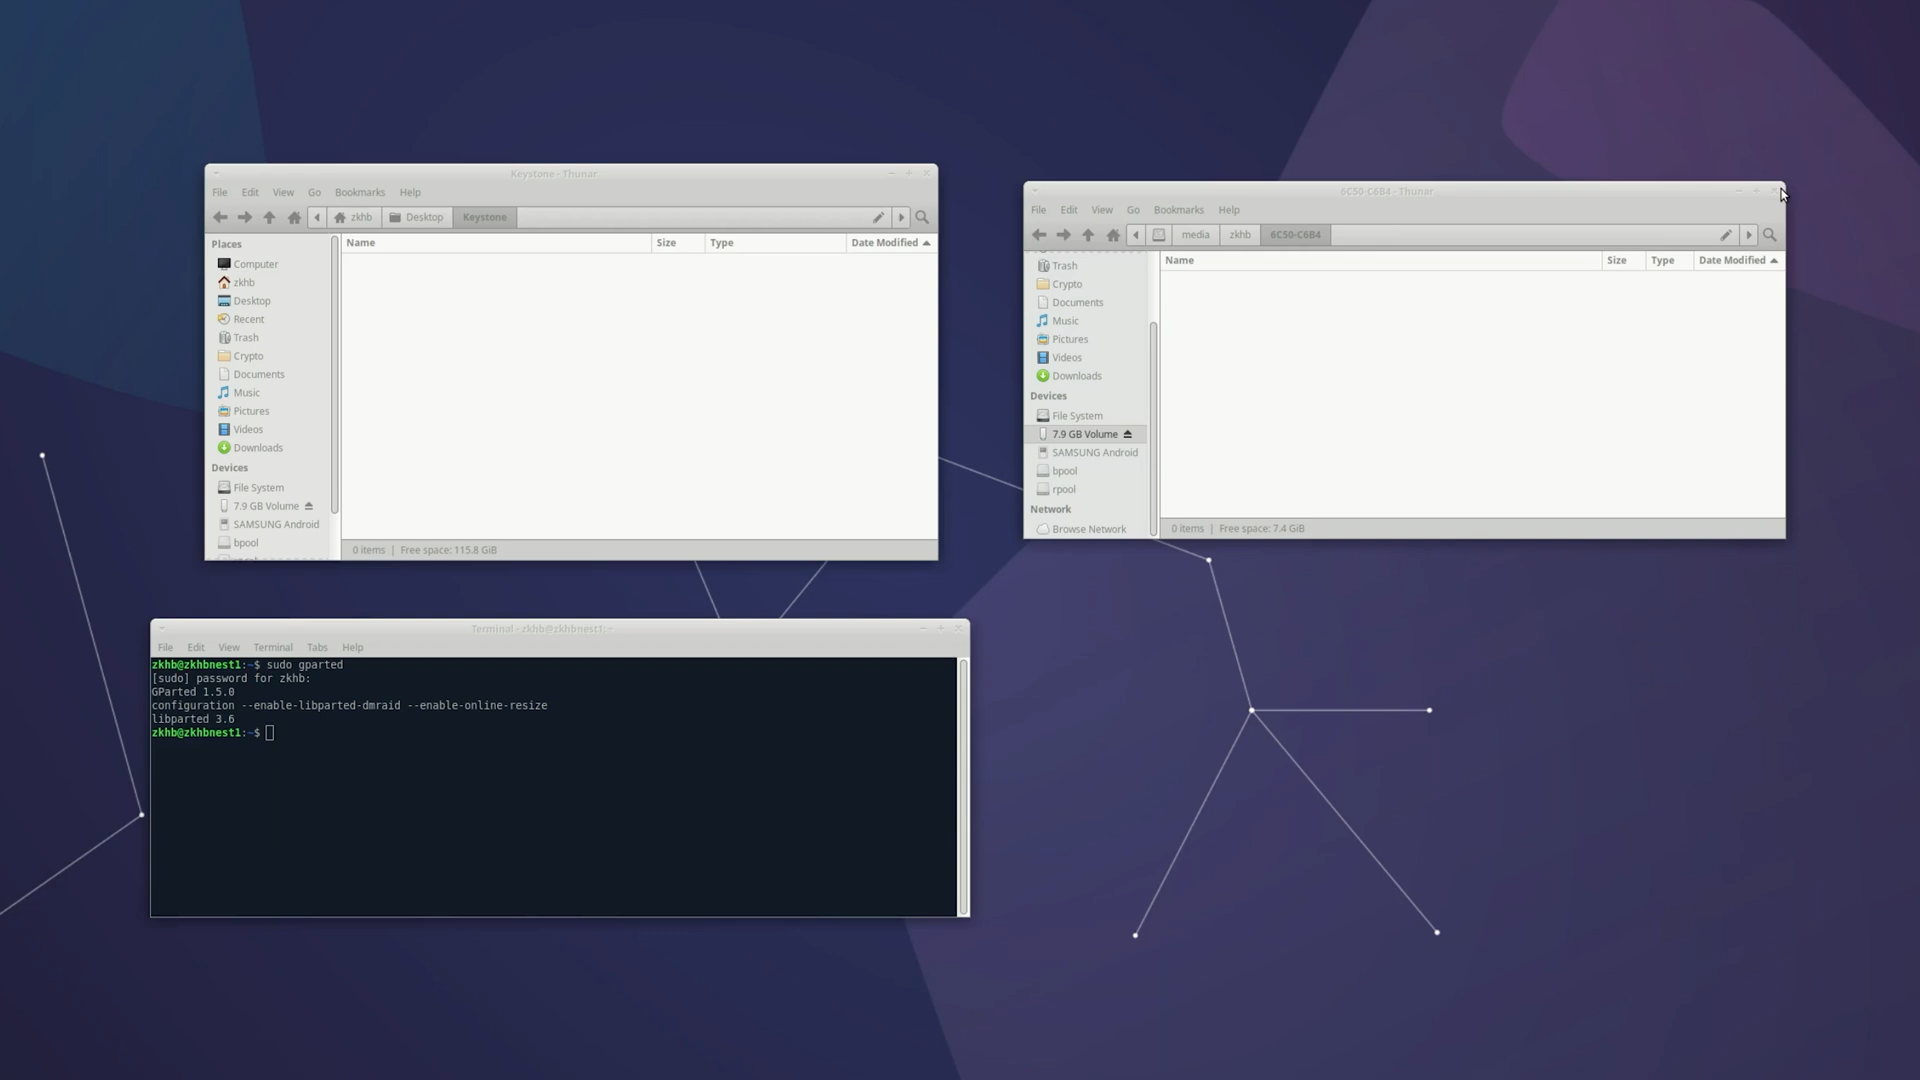 Keystone - Thunar
File Edit View Go Bookmarks Help
zkhb Desktop Keystone
Places
Computer
zkhb
Desktop
Recent
Trash
Crypto
Documents
Music
Pictures
Videos
Downloads
Devices
File System
7.9 GB Volume
SAMSUNG Android
bpool
Name Size Type Date Modified
0 items | Free space: 115.8 GiB
6C50-C6B4 - Thunar
File Edit View Go Bookmarks Help
media zkhb 6C50-C6B4
Trash
Crypto
Documents
Music
Pictures
Videos
Downloads
Devices
File System
7.9 GB Volume
SAMSUNG Android
bpool
rpool
Network
Browse Network
Name Size Type Date Modified
0 items | Free space: 7.4 GiB
Terminal - zkhb@zkhbnest1: ~
File Edit View Terminal Tabs Help
zkhb@zkhbnest1:~$ sudo gparted
[sudo] password for zkhb:
GParted 1.5.0
configuration --enable-libparted-dmraid --enable-online-resize
libparted 3.6
zkhb@zkhbnest1:~$